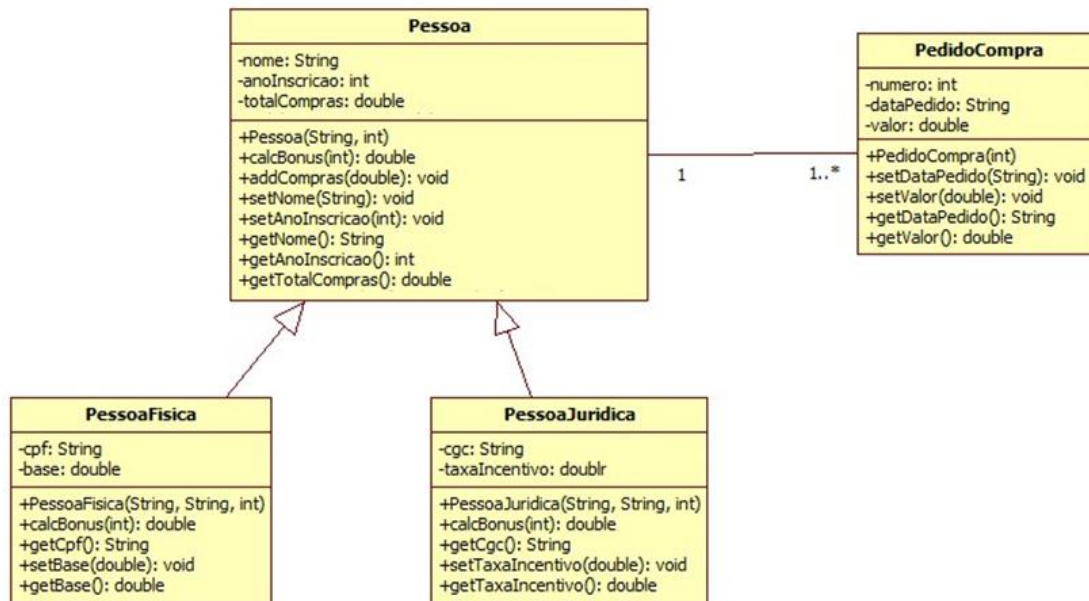 Pessoa
-nome: String
-anoInscricao: int
-totalCompras: double
+Pessoa(String, int)
+calcBonus(int): double
+addCompras(double): void
+setNome(String): void
+setAnoInscricao(int): void
+getNome(): String
+getAnoInscricao(): int
+getTotalCompras(): double
1
1..*
PedidoCompra
-numero: int
-dataPedido: String
-valor: double
+PedidoCompra(int)
+setDataPedido(String): void
+setValor(double): void
+getDataPedido(): String
+getValor(): double
PessoaFisica
-cpf: String
-base: double
+PessoaFisica(String, String, int)
+calcBonus(int): double
+getCpf(): String
+setBase(double): void
+getBase(): double
PessoaJuridica
-cgc: String
-taxaIncentivo: doublr
+PessoaJuridica(String, String, int)
+calcBonus(int): double
+getCgc(): String
+setTaxaIncentivo(double): void
+getTaxaIncentivo(): double